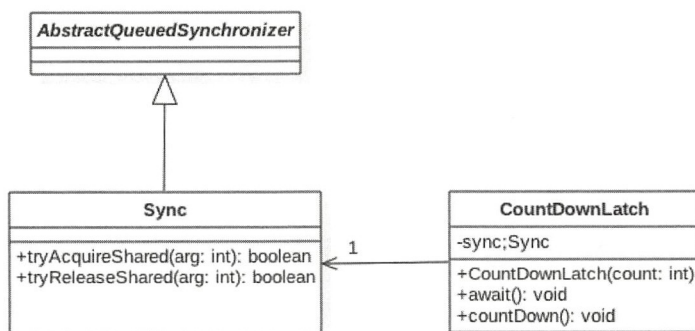 AbstractQueuedSynchronizer
Sync
+tryAcquireShared(arg: int): boolean
+tryReleaseShared(arg: int): boolean
1
CountDownLatch
-sync;Sync
+CountDownLatch(count: int)
+await(): void
+countDown(): void